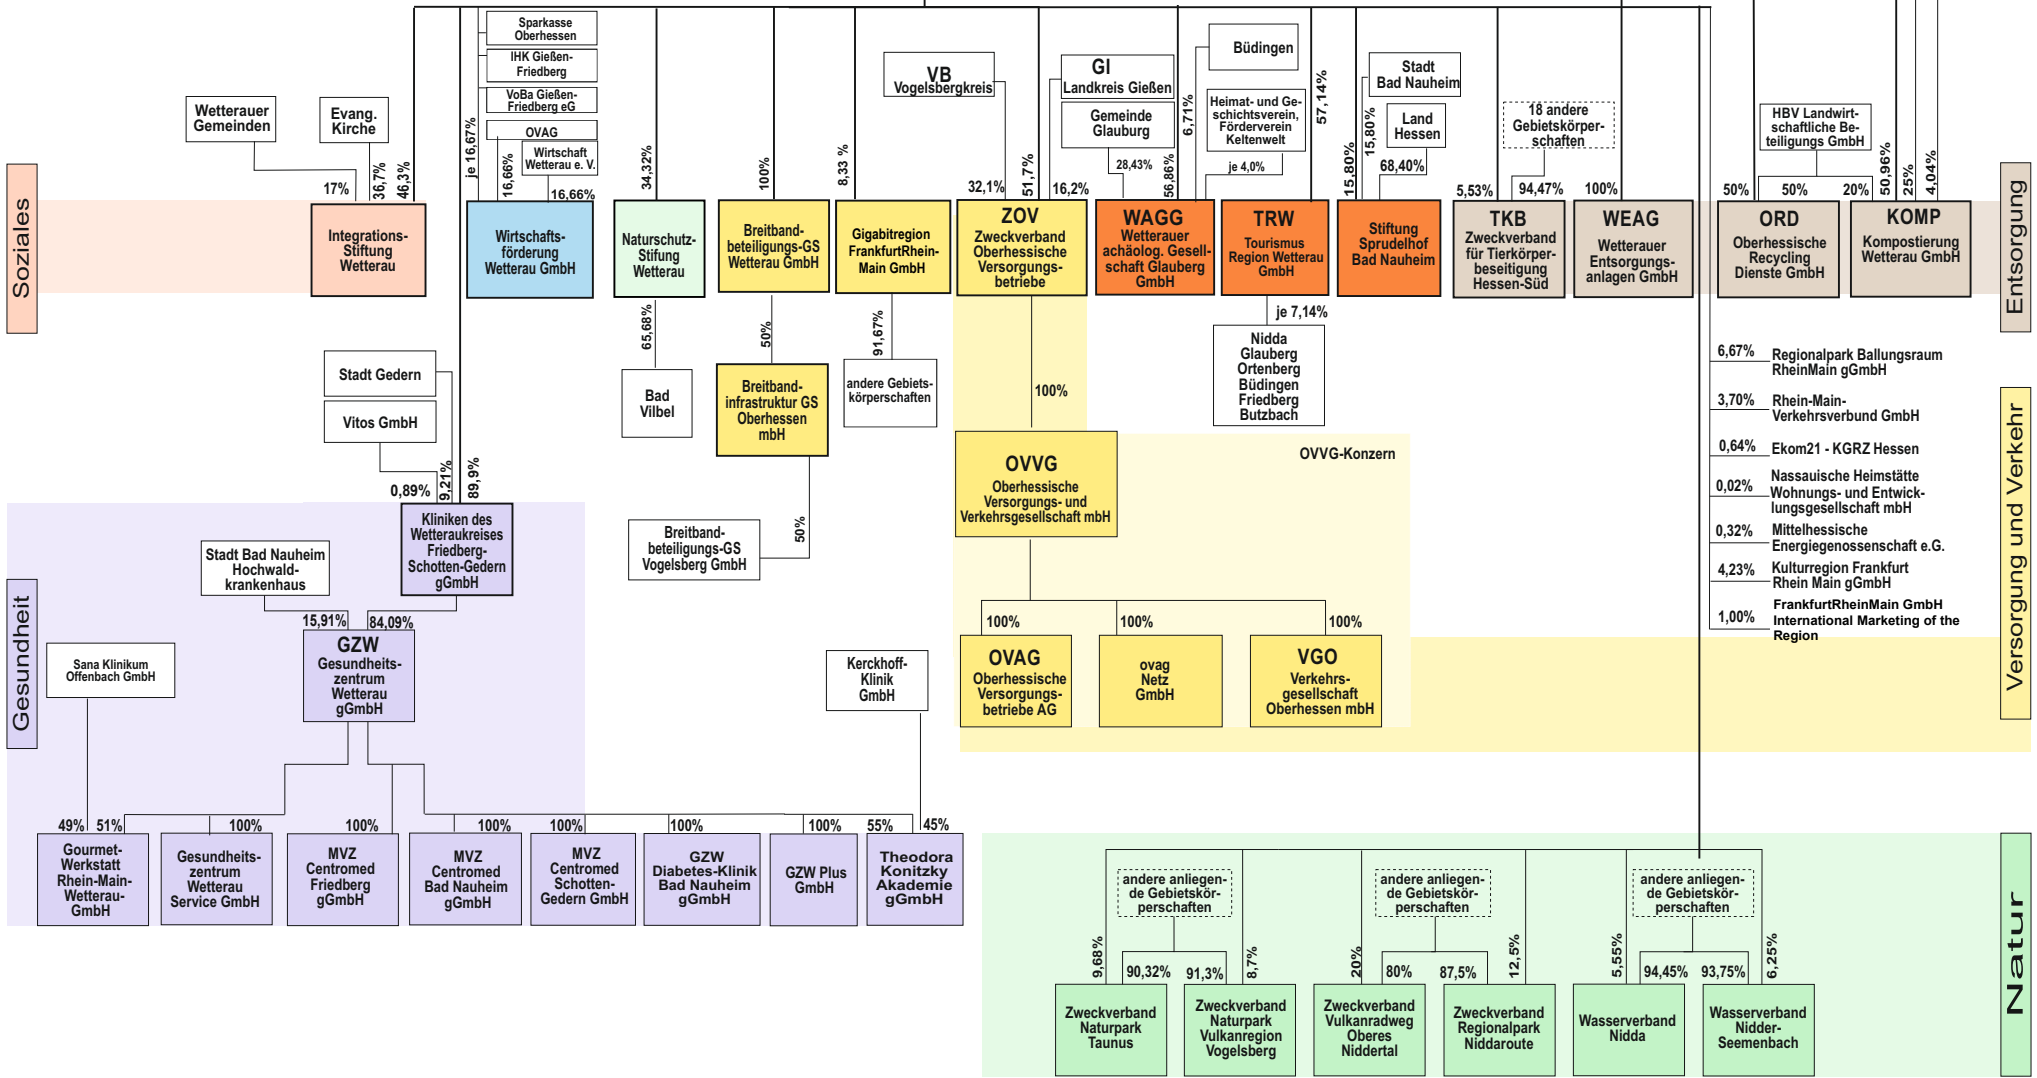 Sparkasse
Oberhessen
IHK Gießen-
Friedberg
VoBa Gießen-
Friedberg eG
OVAG
Wirtschaft
Wetterau e. V.
je 16,67%
16,66%
16,66%
Wetterauer
Gemeinden
Evang.
Kirche
17%
36,7%
46,3%
34,32%
100%
8,33 %
VB
Vogelsbergkreis
GI
Landkreis Gießen
Gemeinde
Glauburg
Büdingen
Heimat- und Ge-
schichtsverein,
Förderverein
Keltenwelt
Stadt
Bad Nauheim
Land
Hessen
18 andere
Gebietskörper-
schaften
HBV Landwirt-
schaftliche Be-
teiligungs GmbH
32,1%
51,7%
16,2%
28,43%
56,86%
6,71%
je 4,0%
57,14%
15,80%
15,80%
68,40%
5,53%
94,47%
100%
50%
50%
20%
50,96%
25%
4,04%
Soziales
Integrations-
Stiftung
Wetterau
Wirtschafts-
förderung
Wetterau GmbH
Naturschutz-
Stifung
Wetterau
Breitband-
beteiligungs-GS
Wetterau GmbH
Gigabitregion
FrankfurtRhein-
Main GmbH
ZOV
Zweckverband
Oberhessische
Versorgungs-
betriebe
WAGG
Wetterauer
achäolog. Gesell-
schaft Glauberg
GmbH
TRW
Tourismus
Region Wetterau
GmbH
Stiftung
Sprudelhof
Bad Nauheim
TKB
Zweckverband
für Tierkörper-
beseitigung
Hessen-Süd
WEAG
Wetterauer
Entsorgungs-
anlagen GmbH
ORD
Oberhessische
Recycling
Dienste GmbH
KOMP
Kompostierung
Wetterau GmbH
Entsorgung
65,68%
Bad
Vilbel
50%
Breitband-
infrastruktur GS
Oberhessen
mbH
50%
Breitband-
beteiligungs-GS
Vogelsberg GmbH
91,67%
andere Gebiets-
körperschaften
100%
je 7,14%
Nidda
Glauberg
Ortenberg
Büdingen
Friedberg
Butzbach
6,67%
Regionalpark Ballungsraum
RheinMain gGmbH
3,70%
Rhein-Main-
Verkehrsverbund GmbH
0,64%
Ekom21 - KGRZ Hessen
0,02%
Nassauische Heimstätte
Wohnungs- und Entwick-
lungsgesellschaft mbH
0,32%
Mittelhessische
Energiegenossenschaft e.G.
4,23%
Kulturregion Frankfurt
Rhein Main gGmbH
1,00%
FrankfurtRheinMain GmbH
International Marketing of the
Region
Versorgung und Verkehr
OVVG-Konzern
OVVG
Oberhessische
Versorgungs- und
Verkehrsgesellschaft mbH
100%
100%
100%
OVAG
Oberhessische
Versorgungs-
betriebe AG
ovag
Netz
GmbH
VGO
Verkehrs-
gesellschaft
Oberhessen mbH
Stadt Gedern
Vitos GmbH
0,89%
9,21%
89,9%
Kliniken des
Wetteraukreises
Friedberg-
Schotten-Gedern
gGmbH
Stadt Bad Nauheim
Hochwald-
krankenhaus
15,91%
84,09%
Gesundheit
GZW
Gesundheits-
zentrum
Wetterau
gGmbH
Sana Klinikum
Offenbach GmbH
Kerckhoff-
Klinik
GmbH
49%
51%
100%
100%
100%
100%
100%
100%
55%
45%
Gourmet-
Werkstatt
Rhein-Main-
Wetterau-
GmbH
Gesundheits-
zentrum
Wetterau
Service GmbH
MVZ
Centromed
Friedberg
gGmbH
MVZ
Centromed
Bad Nauheim
gGmbH
MVZ
Centromed
Schotten-
Gedern GmbH
GZW
Diabetes-Klinik
Bad Nauheim
gGmbH
GZW Plus
GmbH
Theodora
Konitzky
Akademie
gGmbH
Natur
andere anliegen-
de Gebietskör-
perschaften
andere anliegen-
de Gebietskör-
perschaften
andere anliegen-
de Gebietskör-
perschaften
9,68%
90,32%
91,3%
8,7%
20%
80%
87,5%
12,5%
5,55%
94,45%
93,75%
6,25%
Zweckverband
Naturpark
Taunus
Zweckverband
Naturpark
Vulkanregion
Vogelsberg
Zweckverband
Vulkanradweg
Oberes
Niddertal
Zweckverband
Regionalpark
Niddaroute
Wasserverband
Nidda
Wasserverband
Nidder-
Seemenbach